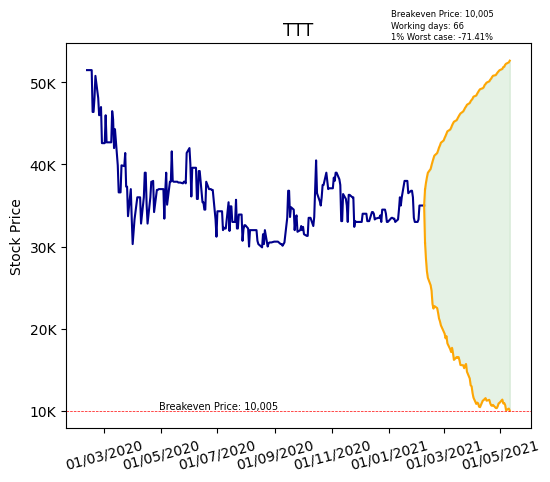 Breakeven Price: 10,005
Working days: 66
1% Worst case: -71.41%
TTT
50K
40K
30K
20K
10K
Stock Price
Breakeven Price: 10,005
01/03/2020
01/05/2020
01/07/2020
01/09/2020
01/11/2020
01/01/2021
01/03/2021
01/05/2021